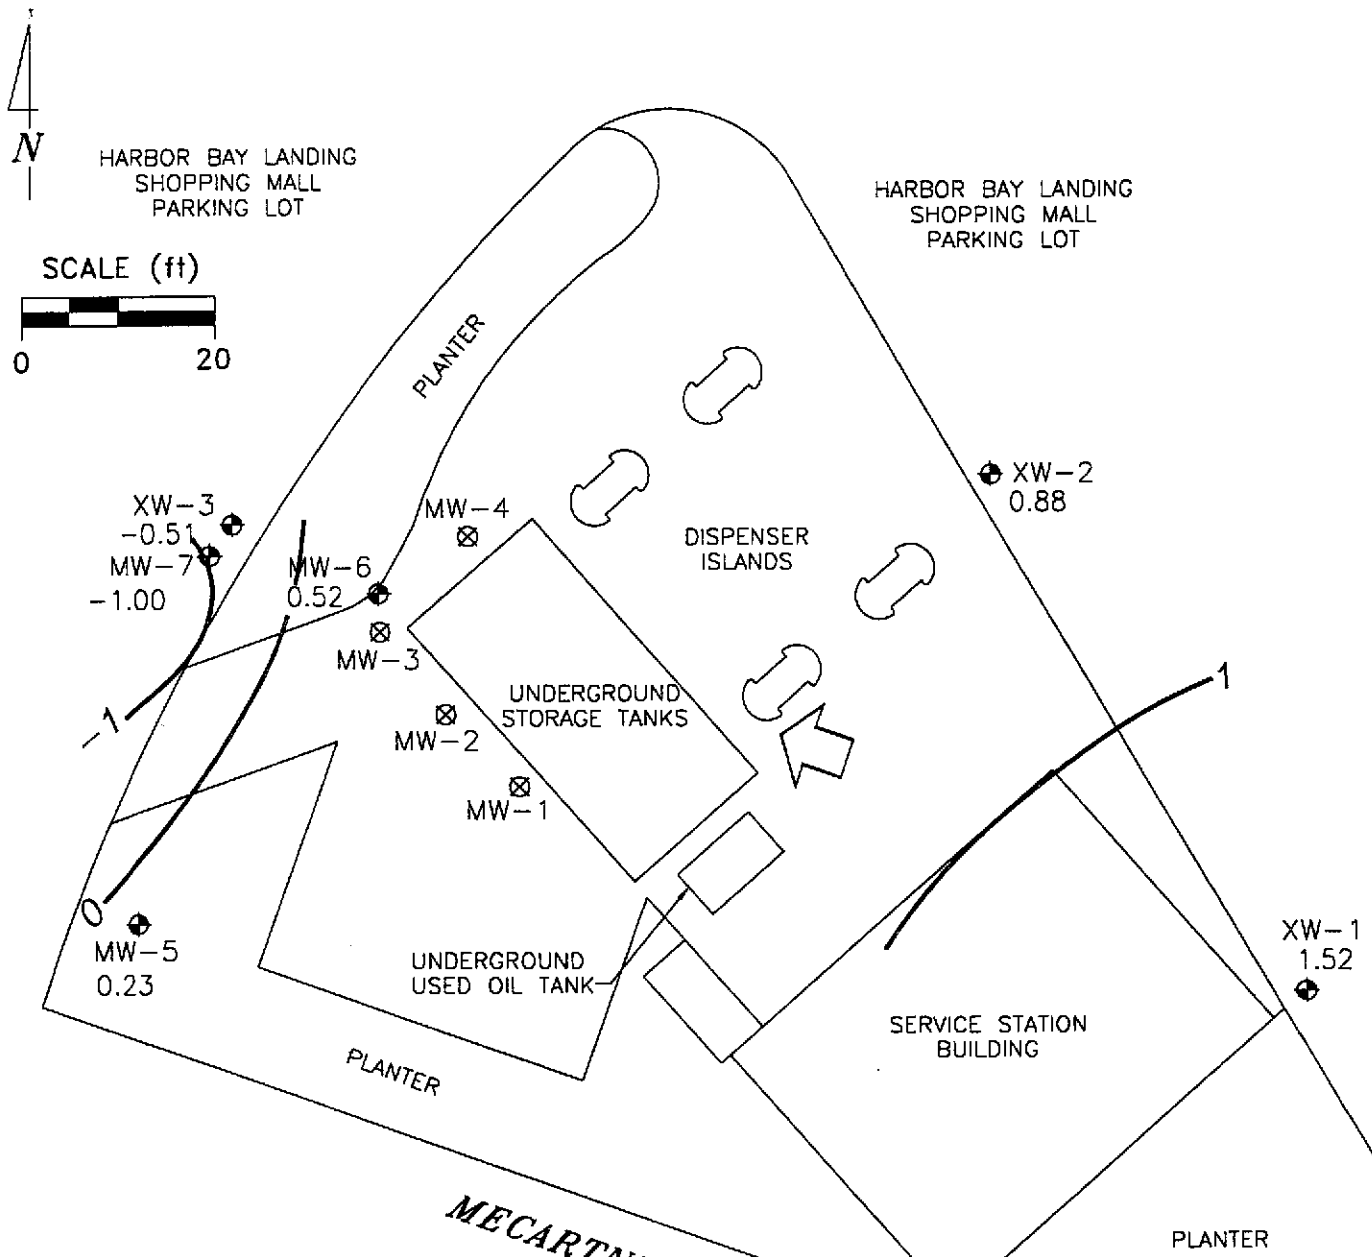 N
HARBOR BAY LANDING
SHOPPING MALL
PARKING LOT
HARBOR BAY LANDING
SHOPPING MALL
PARKING LOT
SCALE (ft)
0 20
PLANTER
XW-3
-0.51
MW-7
-1.00
MW-4
MW-6
0.52
MW-3
MW-2
MW-1
XW-2
0.88
DISPENSER
ISLANDS
UNDERGROUND
STORAGE TANKS
-1
1
0
MW-5
0.23
UNDERGROUND
USED OIL TANK
XW-1
1.52
SERVICE STATION
BUILDING
PLANTER
PLANTER